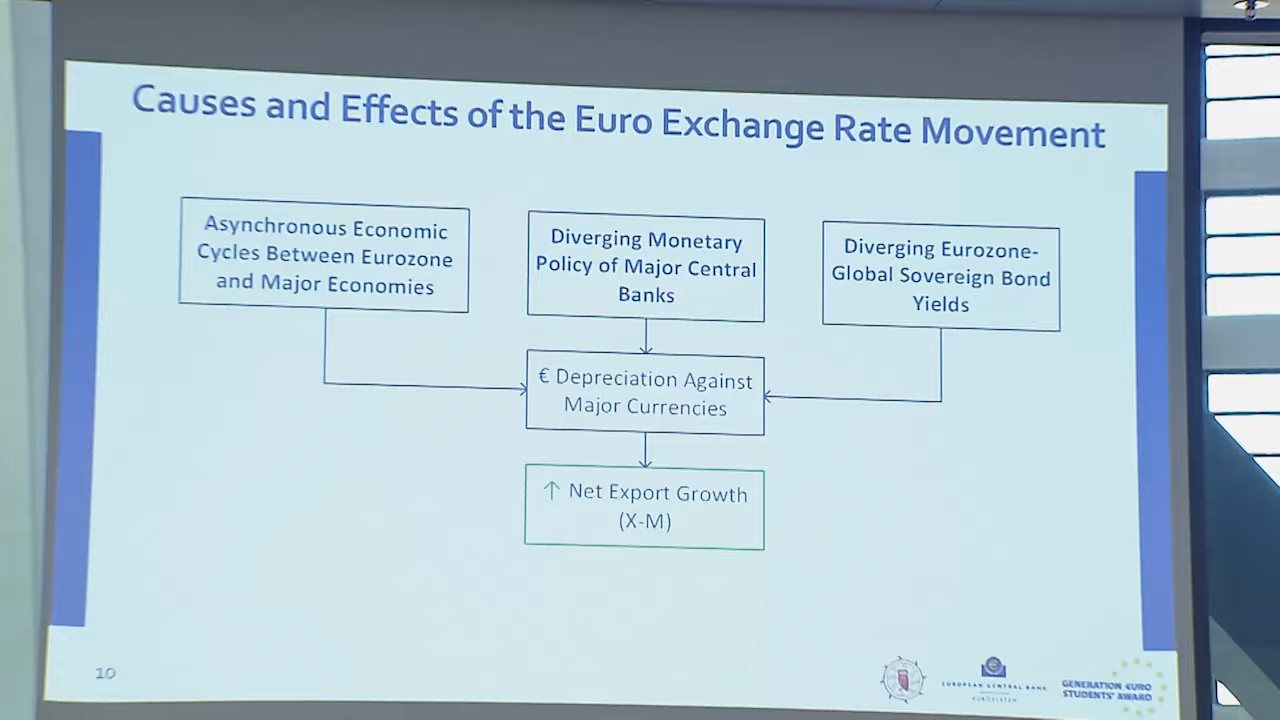 Causes and Effects of the Euro Exchange Rate Movement
Asynchronous Economic
Cycles Between Eurozone
and Major Economies
Diverging Monetary
Policy of Major Central
Banks
Diverging Eurozone-
Global Sovereign Bond
Yields
€ Depreciation Against
Major Currencies
↑ Net Export Growth
(X-M)
10
EUROPEAN CENTRAL BANK
EUROSYSTEM
GENERATION €URO
STUDENTS' AWARD